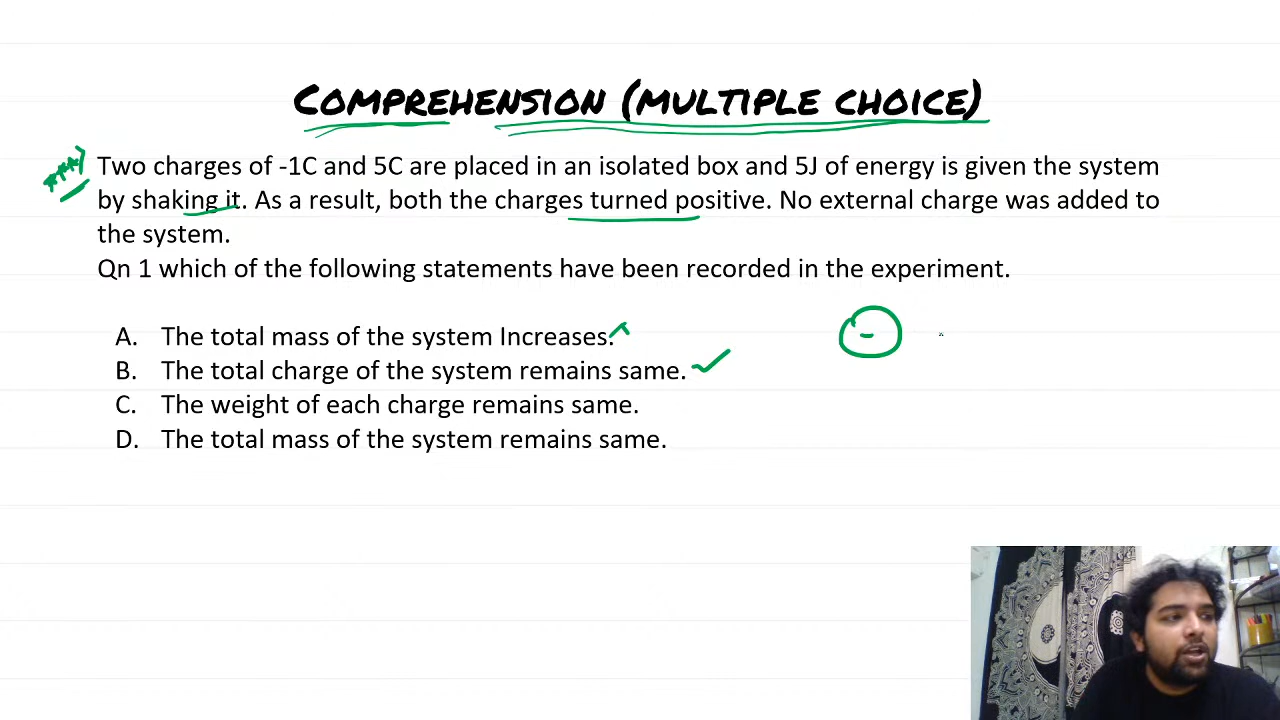 COMPREHENSION (MULTIPLE CHOICE)
Two charges of -1C and 5C are placed in an isolated box and 5J of energy is given the system
by shaking it. As a result, both the charges turned positive. No external charge was added to
the system.
Qn 1 which of the following statements have been recorded in the experiment.
A. The total mass of the system Increases.
B. The total charge of the system remains same.
C. The weight of each charge remains same.
D. The total mass of the system remains same.
-